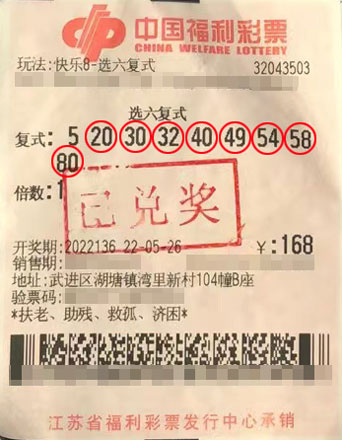 中国福利彩票
CHINA WELFARE LOTTERY
玩法:快乐8-选六复式 32043503
选六复式
复式: 5 20 30 32 40 49 54 58
80
倍数:1
已兑奖
开奖期:2022136 22-05-26 ¥:168
销售期:
地址:武进区湖塘镇湾里新村104幢B座
验票码:
*扶老、助残、救孤、济困*
江苏省福利彩票发行中心承销